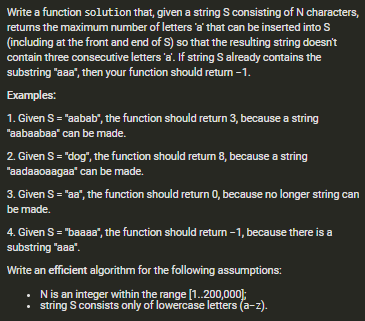 Write a function solution that, given a string S consisting of N characters,
returns the maximum number of letters 'a' that can be inserted into S
(including at the front and end of S) so that the resulting string doesn't
contain three consecutive letters 'a'. If string S already contains the
substring "aaa", then your function should return −1.
Examples:
1. Given S = "aabab", the function should return 3, because a string
"aabaabaa" can be made.
2. Given S = "dog", the function should return 8, because a string
"aadaaoaagaa" can be made.
3. Given S = "aa", the function should return 0, because no longer string can
be made.
4. Given S = "baaaa", the function should return −1, because there is a
substring "aaa".
Write an efficient algorithm for the following assumptions:
• N is an integer within the range [1..200,000];
• string S consists only of lowercase letters (a−z).